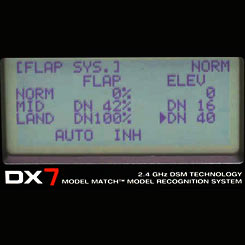 [FLAP SYS.] NORM
FLAP ELEV
NORM 0% 0
MID DN 42% DN 16
LAND DN100% ▶DN 40
AUTO INH
DX7 2.4 GHz DSM TECHNOLOGY
MODEL MATCH™ MODEL RECOGNITION SYSTEM